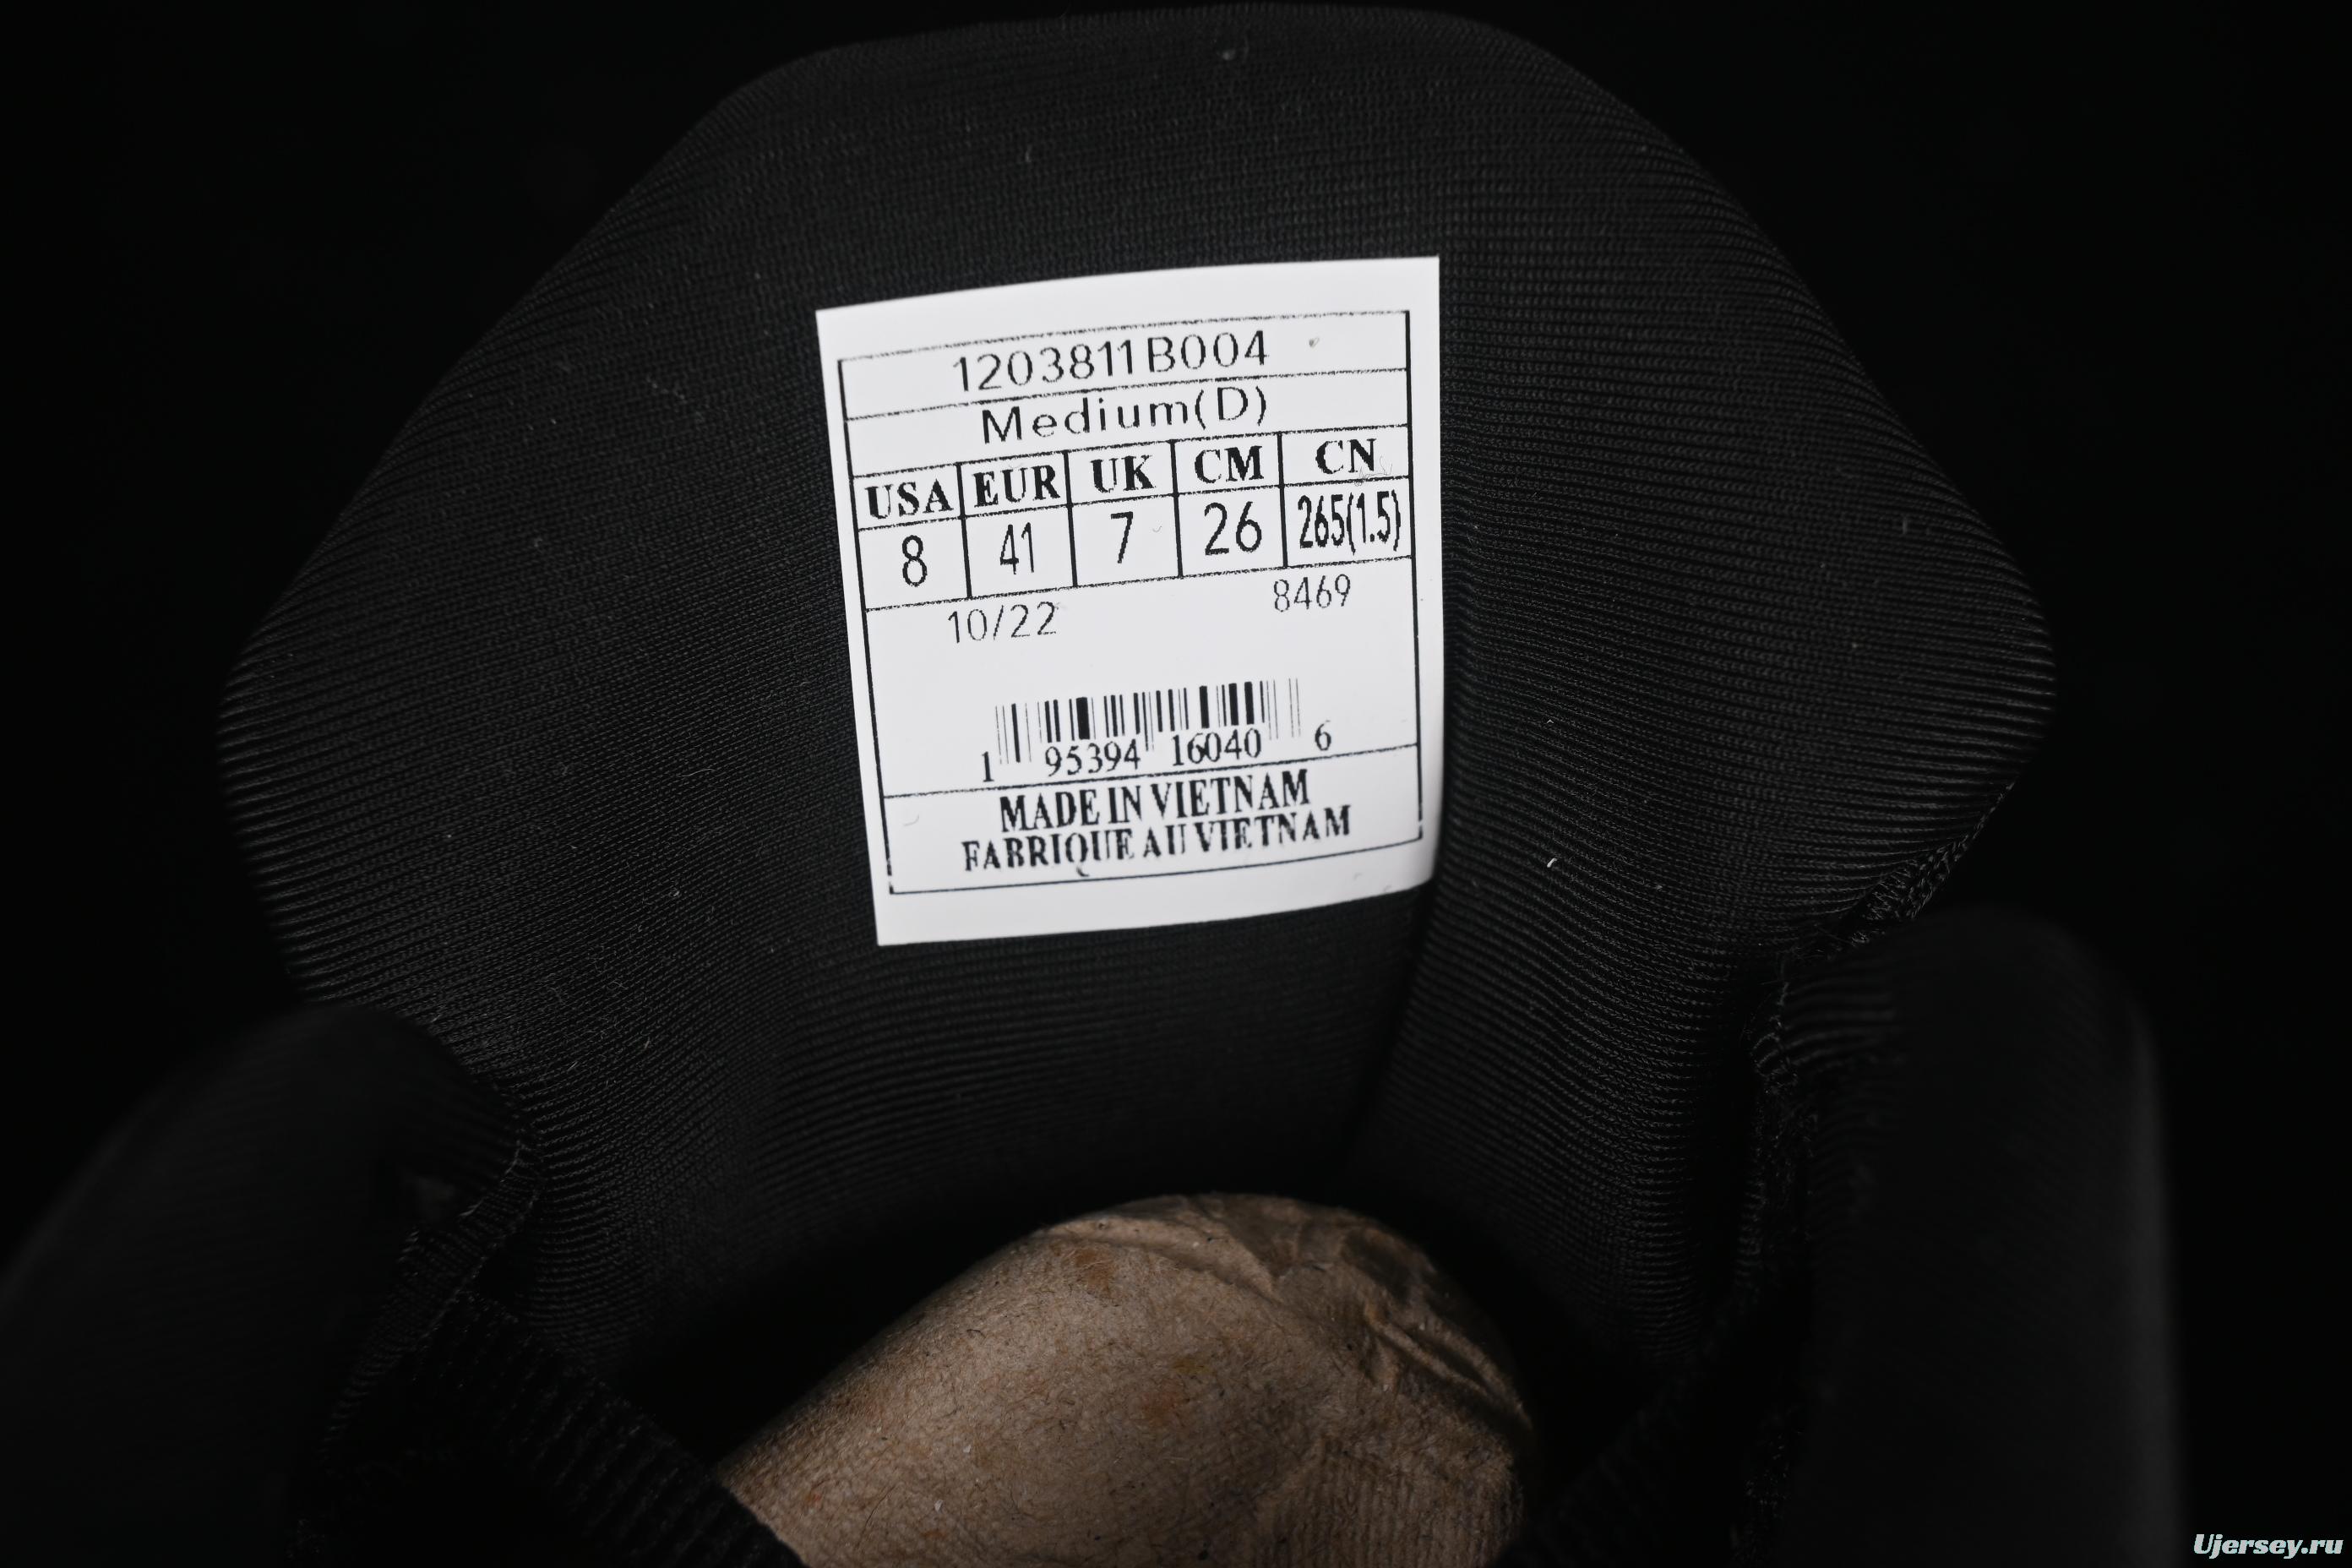 1203811B004
Medium(D)
USA EUR UK CM CN
8 41 7 26 265(1.5)
10/22 8469
1 95394 16040 6
MADE IN VIETNAM
FABRIQUE AU VIETNAM
Ujersey.ru